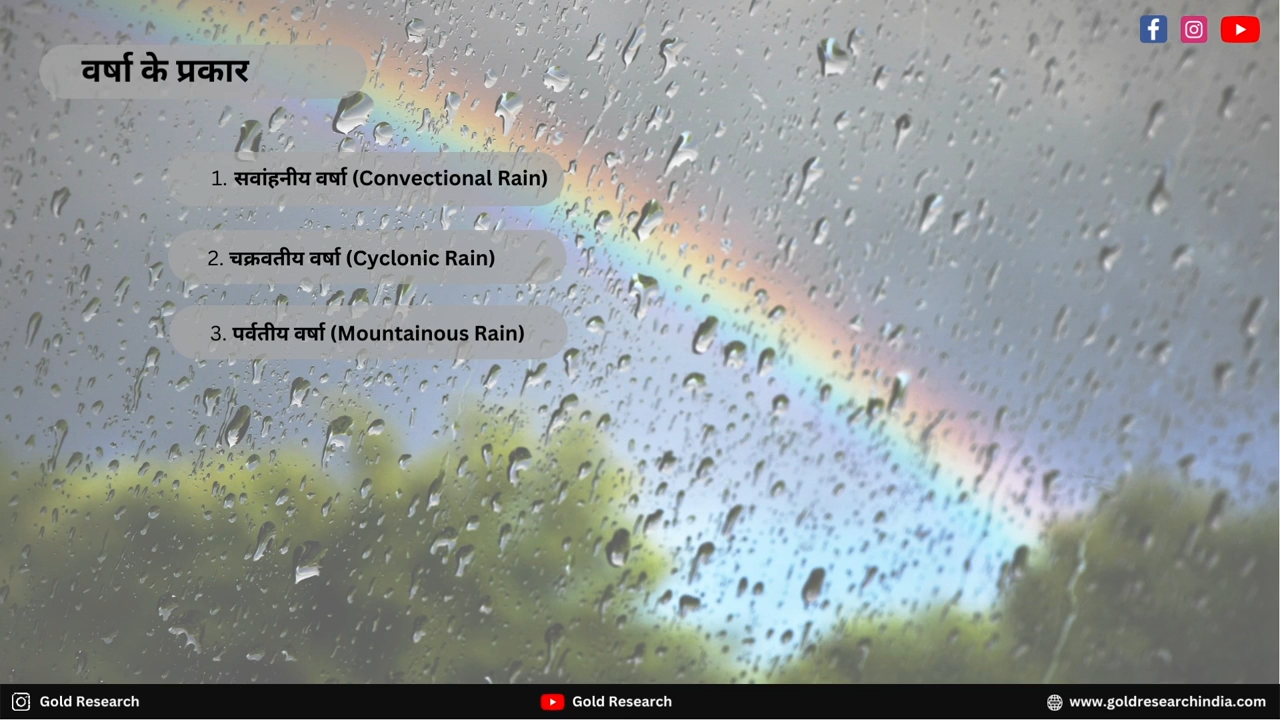 वर्षा के प्रकार
1. सवांहनीय वर्षा (Convectional Rain)
2. चक्रवतीय वर्षा (Cyclonic Rain)
3. पर्वतीय वर्षा (Mountainous Rain)
Gold Research
Gold Research
www.goldresearchindia.com